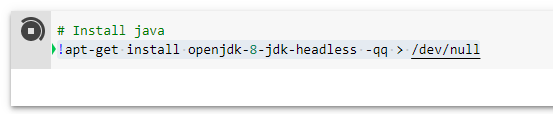 # Install java
!apt-get install openjdk-8-jdk-headless -qq > /dev/null